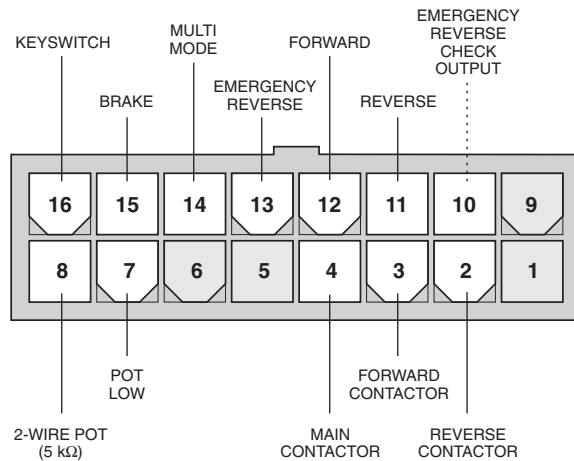 EMERGENCY
REVERSE
CHECK
OUTPUT
MULTI
MODE
KEYSWITCH
FORWARD
EMERGENCY
REVERSE
BRAKE
REVERSE
16 15 14 13 12 11 10 9
8 7 6 5 4 3 2 1
POT
LOW
FORWARD
CONTACTOR
2-WIRE POT
(5 kΩ)
MAIN
CONTACTOR
REVERSE
CONTACTOR